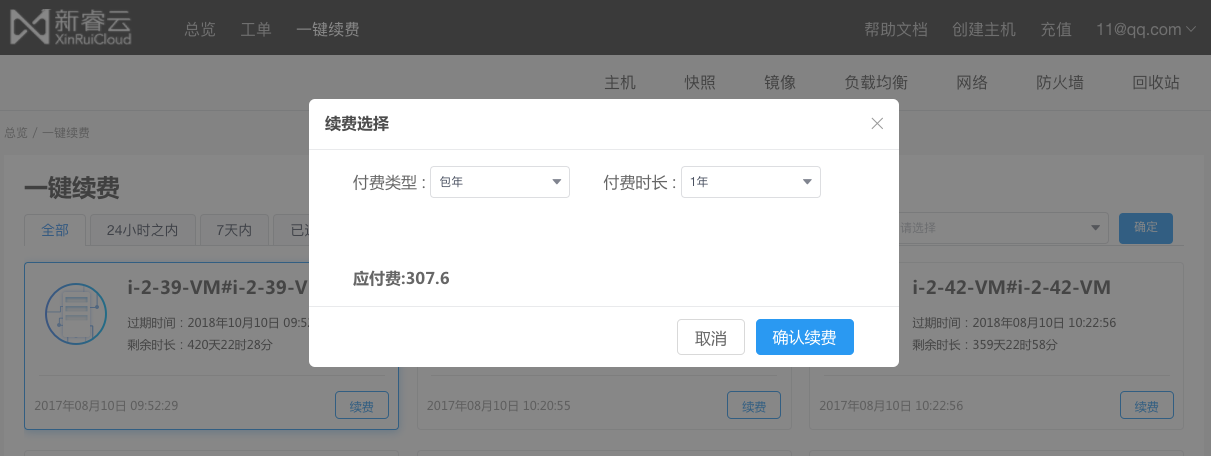 新睿云
XinRuiCloud
总览 工单 一键续费 帮助文档 创建主机 充值 11@qq.com
主机 快照 镜像 负载均衡 网络 防火墙 回收站
总览 / 一键续费
续费选择
付费类型 : 包年 付费时长 : 1年
应付费:307.6
取消 确认续费
一键续费
全部 24小时之内 7天内 请选择 确定
i-2-39-VM#i-2-39-V
过期时间：2018年10月10日 09:5
剩余时长：420天22时28分
2017年08月10日 09:52:29 续费
2017年08月10日 10:20:55 续费
i-2-42-VM#i-2-42-VM
过期时间：2018年08月10日 10:22:56
剩余时长：359天22时58分
2017年08月10日 10:22:56 续费